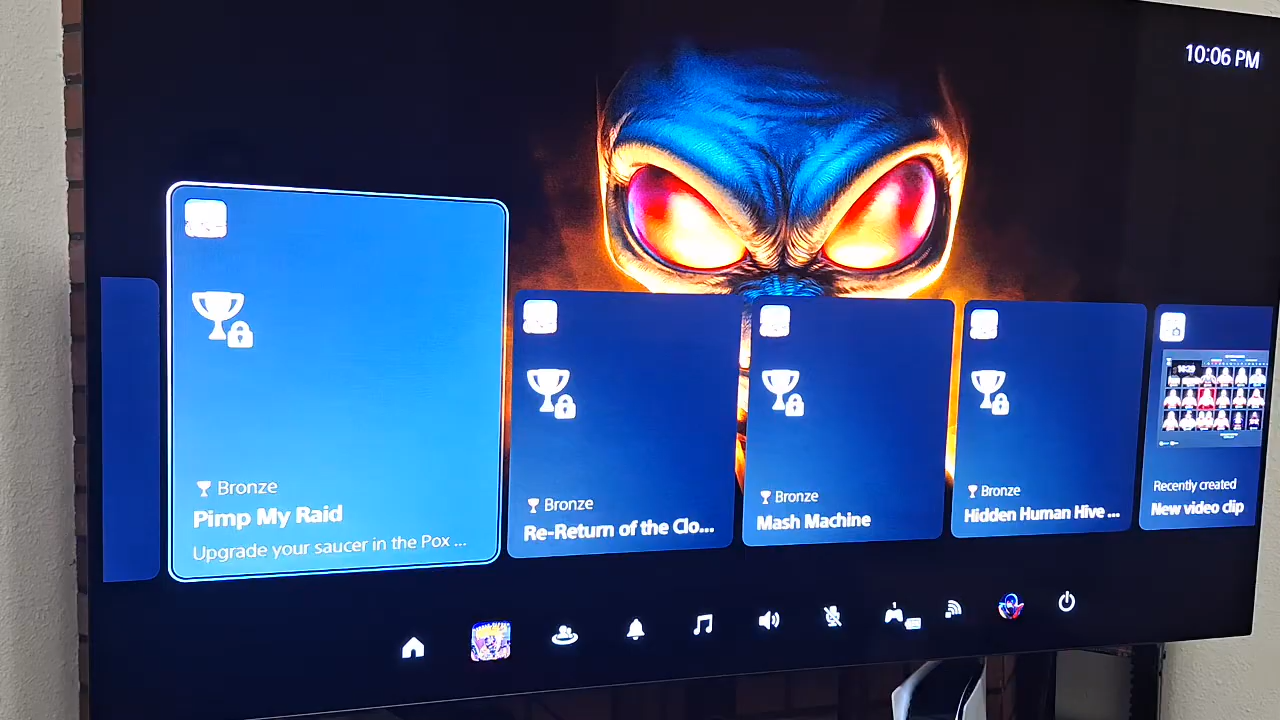 10:06 PM
Bronze
Pimp My Raid
Upgrade your saucer in the Pox ...
Bronze
Re-Return of the Clo...
Bronze
Mash Machine
Bronze
Hidden Human Hive ...
Recently created
New video clip